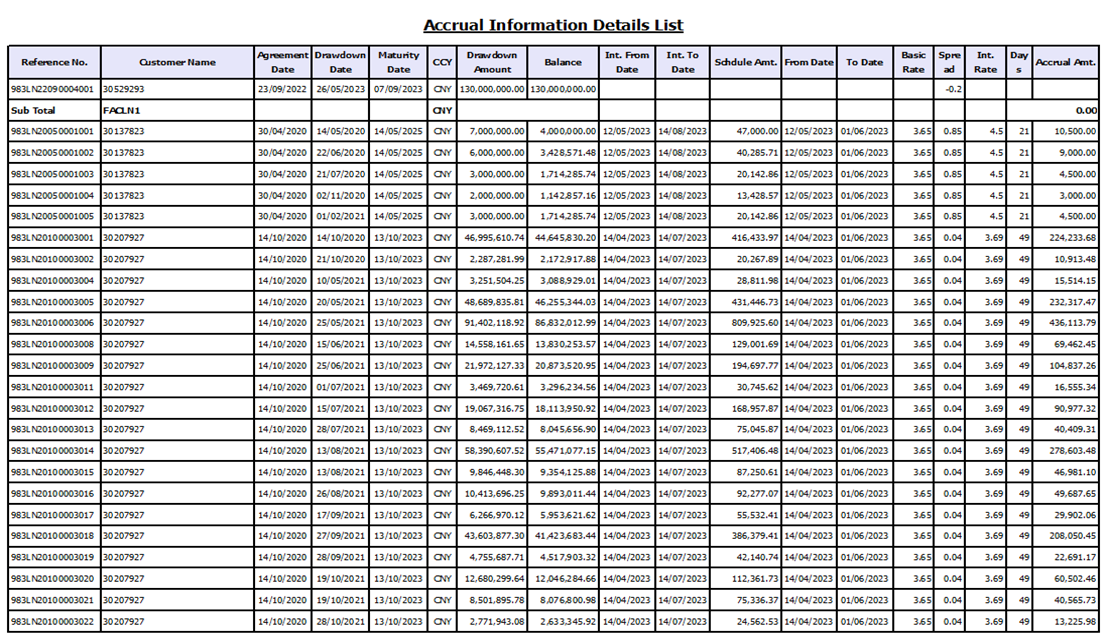 Accrual Information Details List
Reference No. Customer Name Agreement Date Drawdown Date Maturity Date CCY Drawdown Amount Balance Int. From Date Int. To Date Schdule Amt. From Date To Date Basic Rate Spread Int. Rate Days Accrual Amt.
983LN22090004001 30529293 23/09/2022 26/05/2023 07/09/2023 CNY 130,000,000.00 130,000,000.00 -0.2
Sub Total FACLN1 CNY 0.00
983LN20050001001 30137823 30/04/2020 14/05/2020 14/05/2025 CNY 7,000,000.00 4,000,000.00 12/05/2023 14/08/2023 47,000.00 12/05/2023 01/06/2023 3.65 0.85 4.5 21 10,500.00
983LN20050001002 30137823 30/04/2020 22/06/2020 14/05/2025 CNY 6,000,000.00 3,428,571.48 12/05/2023 14/08/2023 40,285.71 12/05/2023 01/06/2023 3.65 0.85 4.5 21 9,000.00
983LN20050001003 30137823 30/04/2020 21/07/2020 14/05/2025 CNY 3,000,000.00 1,714,285.74 12/05/2023 14/08/2023 20,142.86 12/05/2023 01/06/2023 3.65 0.85 4.5 21 4,500.00
983LN20050001004 30137823 30/04/2020 02/11/2020 14/05/2025 CNY 2,000,000.00 1,142,857.16 12/05/2023 14/08/2023 13,428.57 12/05/2023 01/06/2023 3.65 0.85 4.5 21 3,000.00
983LN20050001005 30137823 30/04/2020 01/02/2021 14/05/2025 CNY 3,000,000.00 1,714,285.74 12/05/2023 14/08/2023 20,142.86 12/05/2023 01/06/2023 3.65 0.85 4.5 21 4,500.00
983LN20100003001 30207927 14/10/2020 14/10/2020 13/10/2023 CNY 46,995,610.74 44,645,830.20 14/04/2023 14/07/2023 416,433.97 14/04/2023 01/06/2023 3.65 0.04 3.69 49 224,233.68
983LN20100003002 30207927 14/10/2020 21/10/2020 13/10/2023 CNY 2,287,281.99 2,172,917.88 14/04/2023 14/07/2023 20,267.89 14/04/2023 01/06/2023 3.65 0.04 3.69 49 10,913.48
983LN20100003004 30207927 14/10/2020 10/05/2021 13/10/2023 CNY 3,251,504.25 3,088,929.01 14/04/2023 14/07/2023 28,811.98 14/04/2023 01/06/2023 3.65 0.04 3.69 49 15,514.15
983LN20100003005 30207927 14/10/2020 20/05/2021 13/10/2023 CNY 48,689,835.81 46,255,344.03 14/04/2023 14/07/2023 431,446.73 14/04/2023 01/06/2023 3.65 0.04 3.69 49 232,317.47
983LN20100003006 30207927 14/10/2020 25/05/2021 13/10/2023 CNY 91,402,118.92 86,832,012.99 14/04/2023 14/07/2023 809,925.60 14/04/2023 01/06/2023 3.65 0.04 3.69 49 436,113.79
983LN20100003008 30207927 14/10/2020 15/06/2021 13/10/2023 CNY 14,558,161.65 13,830,253.57 14/04/2023 14/07/2023 129,001.69 14/04/2023 01/06/2023 3.65 0.04 3.69 49 69,462.45
983LN20100003009 30207927 14/10/2020 25/06/2021 13/10/2023 CNY 21,972,127.33 20,873,520.95 14/04/2023 14/07/2023 194,697.77 14/04/2023 01/06/2023 3.65 0.04 3.69 49 104,837.26
983LN20100003011 30207927 14/10/2020 01/07/2021 13/10/2023 CNY 3,469,720.61 3,296,234.56 14/04/2023 14/07/2023 30,745.62 14/04/2023 01/06/2023 3.65 0.04 3.69 49 16,555.34
983LN20100003012 30207927 14/10/2020 15/07/2021 13/10/2023 CNY 19,067,316.75 18,113,950.92 14/04/2023 14/07/2023 168,957.87 14/04/2023 01/06/2023 3.65 0.04 3.69 49 90,977.32
983LN20100003013 30207927 14/10/2020 28/07/2021 13/10/2023 CNY 8,469,112.52 8,045,656.90 14/04/2023 14/07/2023 75,045.87 14/04/2023 01/06/2023 3.65 0.04 3.69 49 40,409.31
983LN20100003014 30207927 14/10/2020 13/08/2021 13/10/2023 CNY 58,390,607.52 55,471,077.15 14/04/2023 14/07/2023 517,406.48 14/04/2023 01/06/2023 3.65 0.04 3.69 49 278,603.48
983LN20100003015 30207927 14/10/2020 13/08/2021 13/10/2023 CNY 9,846,448.30 9,354,125.88 14/04/2023 14/07/2023 87,250.61 14/04/2023 01/06/2023 3.65 0.04 3.69 49 46,981.10
983LN20100003016 30207927 14/10/2020 26/08/2021 13/10/2023 CNY 10,413,696.25 9,893,011.44 14/04/2023 14/07/2023 92,277.07 14/04/2023 01/06/2023 3.65 0.04 3.69 49 49,687.65
983LN20100003017 30207927 14/10/2020 17/09/2021 13/10/2023 CNY 6,266,970.12 5,953,621.62 14/04/2023 14/07/2023 55,532.41 14/04/2023 01/06/2023 3.65 0.04 3.69 49 29,902.06
983LN20100003018 30207927 14/10/2020 27/09/2021 13/10/2023 CNY 43,603,877.30 41,423,683.44 14/04/2023 14/07/2023 386,379.41 14/04/2023 01/06/2023 3.65 0.04 3.69 49 208,050.45
983LN20100003019 30207927 14/10/2020 28/09/2021 13/10/2023 CNY 4,755,687.71 4,517,903.32 14/04/2023 14/07/2023 42,140.74 14/04/2023 01/06/2023 3.65 0.04 3.69 49 22,691.17
983LN20100003020 30207927 14/10/2020 19/10/2021 13/10/2023 CNY 12,680,299.64 12,046,284.66 14/04/2023 14/07/2023 112,361.73 14/04/2023 01/06/2023 3.65 0.04 3.69 49 60,502.46
983LN20100003021 30207927 14/10/2020 19/10/2021 13/10/2023 CNY 8,501,895.78 8,076,800.98 14/04/2023 14/07/2023 75,336.37 14/04/2023 01/06/2023 3.65 0.04 3.69 49 40,565.73
983LN20100003022 30207927 14/10/2020 28/10/2021 13/10/2023 CNY 2,771,943.08 2,633,345.92 14/04/2023 14/07/2023 24,562.53 14/04/2023 01/06/2023 3.65 0.04 3.69 49 13,225.98